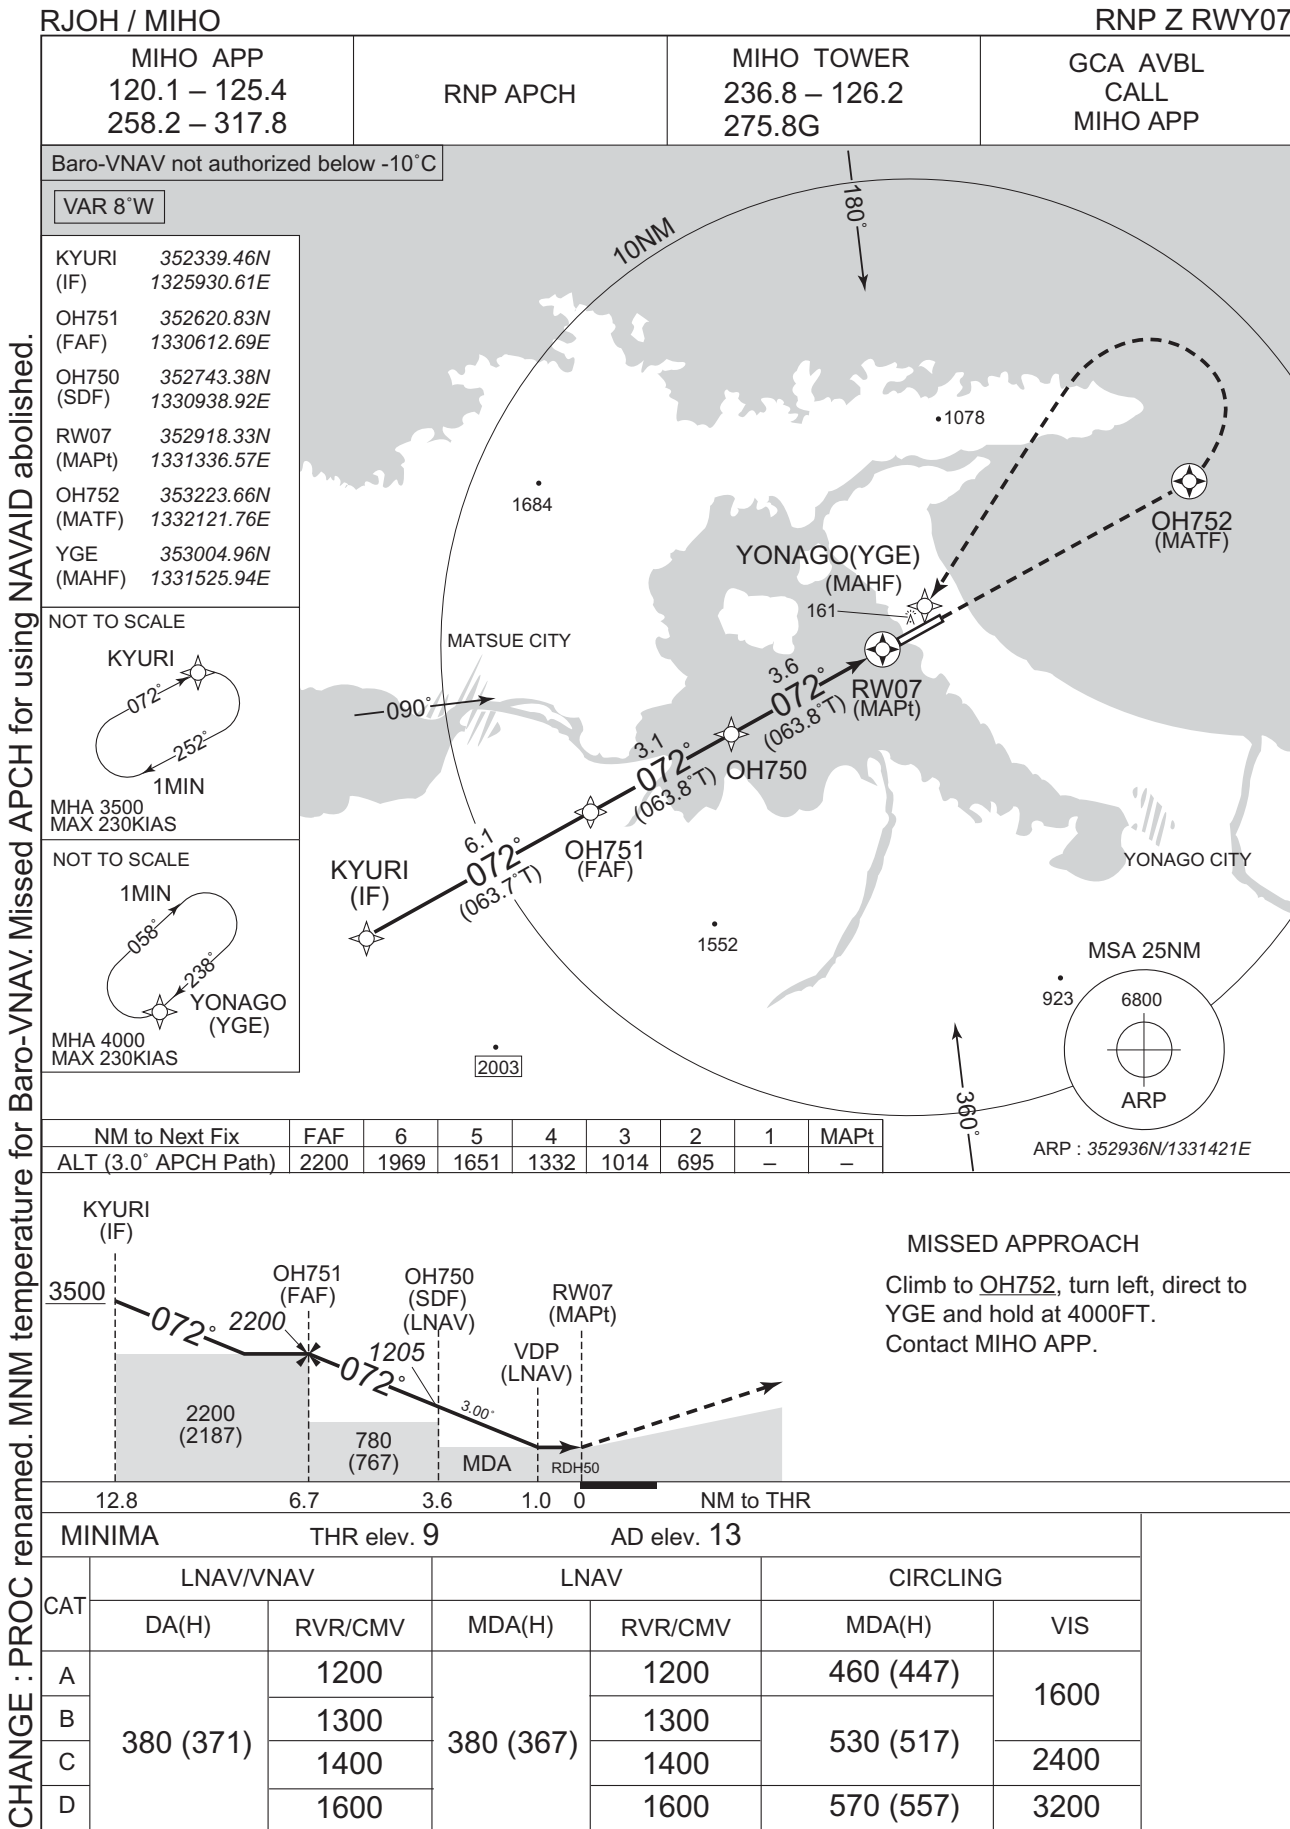 RJOH / MIHO
RNP Z RWY07
MIHO APP
120.1 – 125.4
258.2 – 317.8
RNP APCH
MIHO TOWER
236.8 – 126.2
275.8G
GCA AVBL
CALL
MIHO APP
Baro-VNAV not authorized below -10˚C
VAR 8˚W
KYURI 352339.46N
(IF) 1325930.61E
OH751 352620.83N
(FAF) 1330612.69E
OH750 352743.38N
(SDF) 1330938.92E
RW07 352918.33N
(MAPt) 1331336.57E
OH752 353223.66N
(MATF) 1332121.76E
YGE 353004.96N
(MAHF) 1331525.94E
NOT TO SCALE
KYURI
072˚
252˚
1MIN
MHA 3500
MAX 230KIAS
NOT TO SCALE
1MIN
058˚
238˚
YONAGO
(YGE)
MHA 4000
MAX 230KIAS
10NM
180˚
1078
1684
OH752
(MATF)
YONAGO(YGE)
(MAHF)
161
MATSUE CITY
090˚
RW07
(MAPt)
3.6
072˚
(063.8˚T)
OH750
3.1
072˚
(063.8˚T)
OH751
(FAF)
6.1
072˚
(063.7˚T)
KYURI
(IF)
YONAGO CITY
1552
923
2003
360˚
MSA 25NM
6800
ARP
ARP : 352936N/1331421E
NM to Next Fix FAF 6 5 4 3 2 1 MAPt
ALT (3.0˚ APCH Path) 2200 1969 1651 1332 1014 695 – –
KYURI
(IF)
3500
072˚
2200
OH751
(FAF)
072˚
1205
OH750
(SDF)
(LNAV)
3.00˚
VDP
(LNAV)
RW07
(MAPt)
2200
(2187)
780
(767)
MDA
RDH50
12.8 6.7 3.6 1.0 0 NM to THR
MISSED APPROACH
Climb to OH752, turn left, direct to
YGE and hold at 4000FT.
Contact MIHO APP.
MINIMA THR elev. 9 AD elev. 13
CAT LNAV/VNAV LNAV CIRCLING
DA(H) RVR/CMV MDA(H) RVR/CMV MDA(H) VIS
A 380 (371) 1200 380 (367) 1200 460 (447) 1600
B 1300 1300 530 (517)
C 1400 1400 2400
D 1600 1600 570 (557) 3200
CHANGE : PROC renamed. MNM temperature for Baro-VNAV. Missed APCH for using NAVAID abolished.